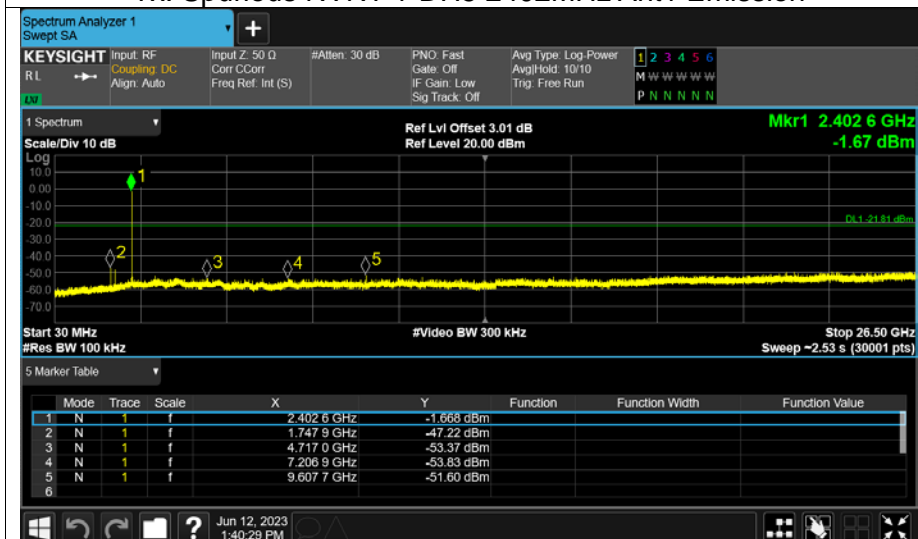 Spectrum Analyzer 1
Swept SA
+
KEYSIGHT Input: RF Input Z: 50 Ω #Atten: 30 dB PNO: Fast Avg Type: Log-Power 1 2 3 4 5 6
RL Coupling: DC Corr CCorr Gate: Off Avg|Hold: 10/10 M W W W W W
Align: Auto Freq Ref: Int (S) IF Gain: Low Trig: Free Run
Sig Track: Off P N N N N N
LXI
1 Spectrum Ref Lvl Offset 3.01 dB Mkr1 2.402 6 GHz
Scale/Div 10 dB Ref Level 20.00 dBm -1.67 dBm
Log
10.0
0.00
-10.0
-20.0
-30.0
-40.0
-50.0
-60.0
-70.0
1
2
3
4
5
DL1 -21.81 dBm
Start 30 MHz #Video BW 300 kHz Stop 26.50 GHz
#Res BW 100 kHz Sweep ~2.53 s (30001 pts)
5 Marker Table
Mode Trace Scale X Y Function Function Width Function Value
1 N 1 f 2.402 6 GHz -1.668 dBm
2 N 1 f 1.747 9 GHz -47.22 dBm
3 N 1 f 4.717 0 GHz -53.37 dBm
4 N 1 f 7.206 9 GHz -53.83 dBm
5 N 1 f 9.607 7 GHz -51.60 dBm
6
? Jun 12, 2023
1:40:29 PM